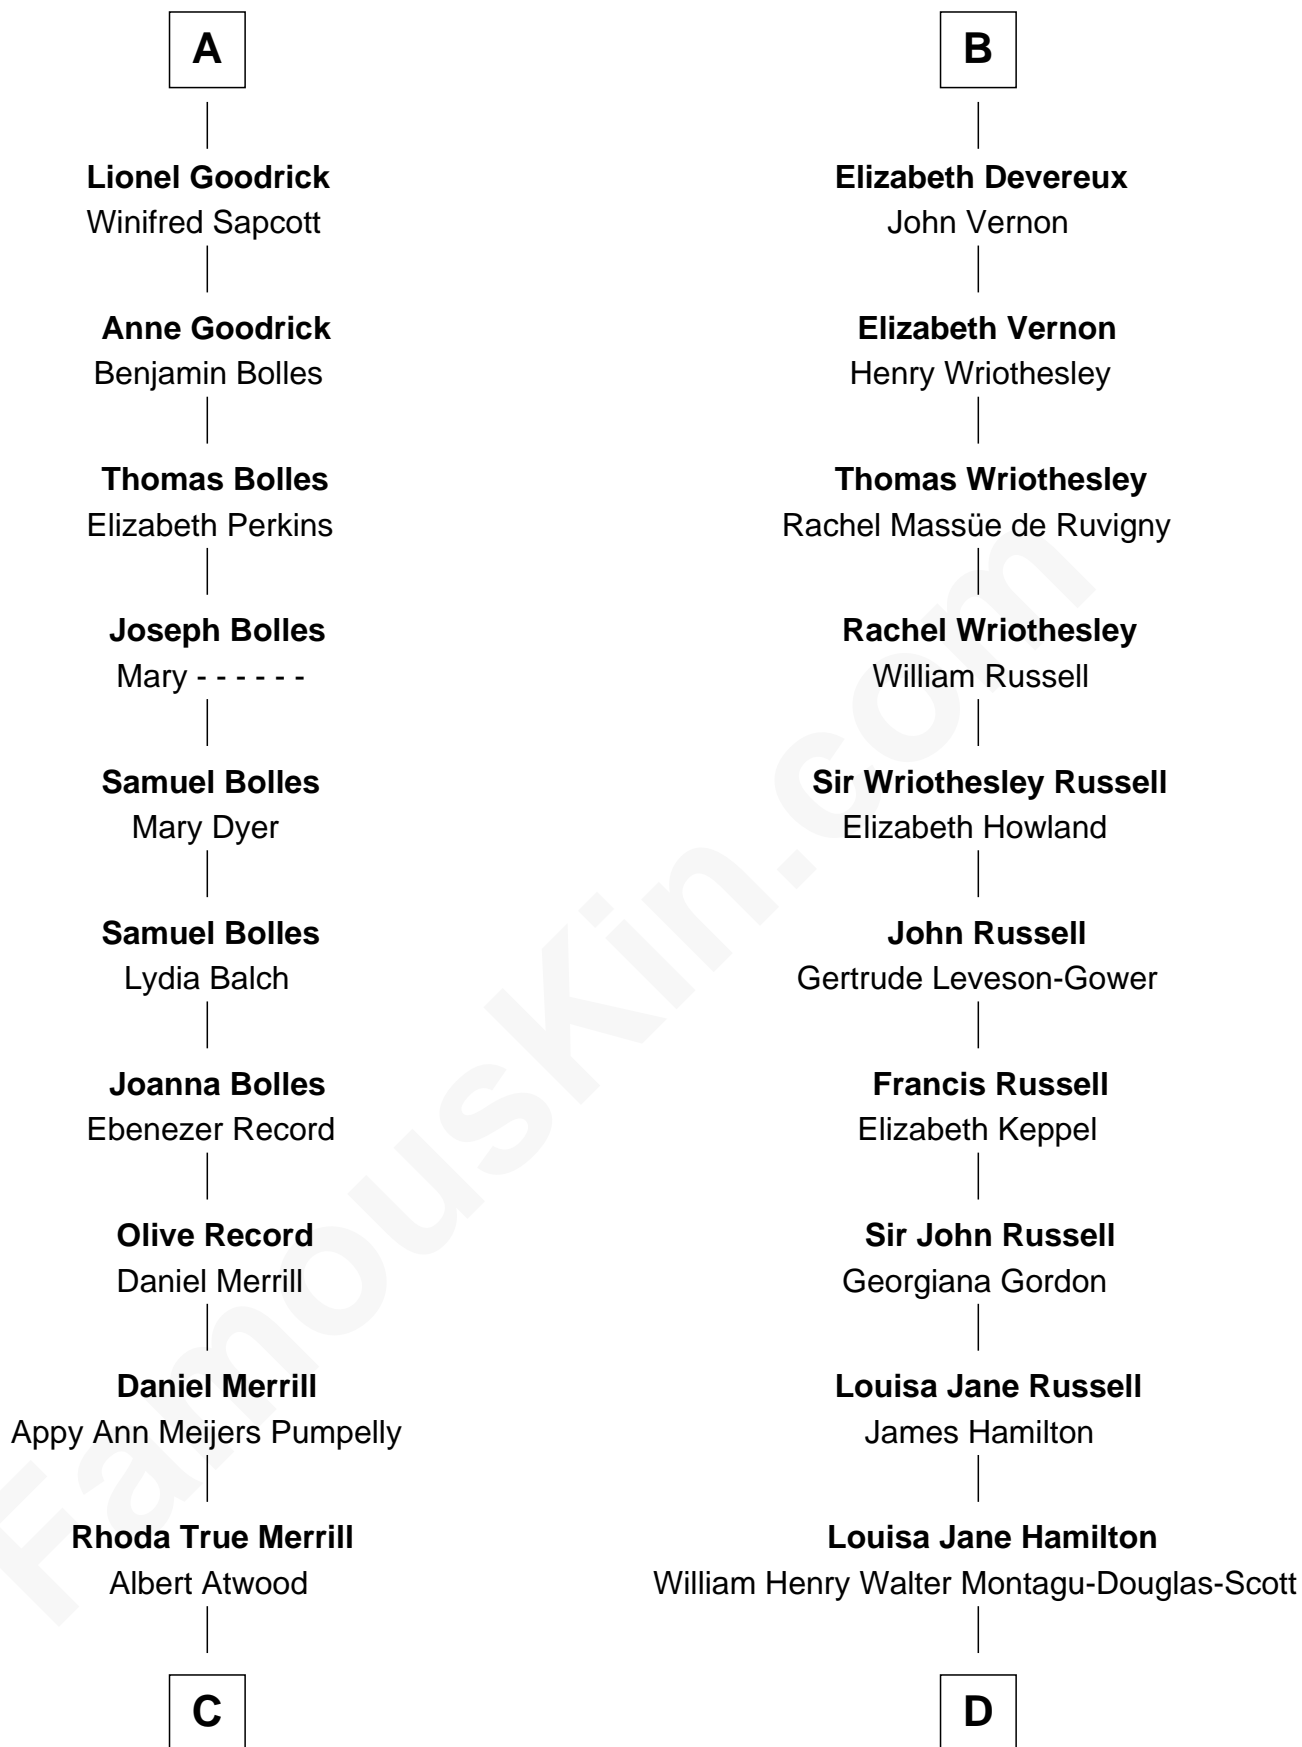 A
Lionel Goodrick
Winifred Sapcott
Anne Goodrick
Benjamin Bolles
Thomas Bolles
Elizabeth Perkins
Joseph Bolles
Mary - - - - - -
Samuel Bolles
Mary Dyer
Samuel Bolles
Lydia Balch
Joanna Bolles
Ebenezer Record
Olive Record
Daniel Merrill
Daniel Merrill
Appy Ann Meijers Pumpelly
Rhoda True Merrill
Albert Atwood
C
B
Elizabeth Devereux
John Vernon
Elizabeth Vernon
Henry Wriothesley
Thomas Wriothesley
Rachel Massüe de Ruvigny
Rachel Wriothesley
William Russell
Sir Wriothesley Russell
Elizabeth Howland
John Russell
Gertrude Leveson-Gower
Francis Russell
Elizabeth Keppel
Sir John Russell
Georgiana Gordon
Louisa Jane Russell
James Hamilton
Louisa Jane Hamilton
William Henry Walter Montagu-Douglas-Scott
D
FamousKin.com